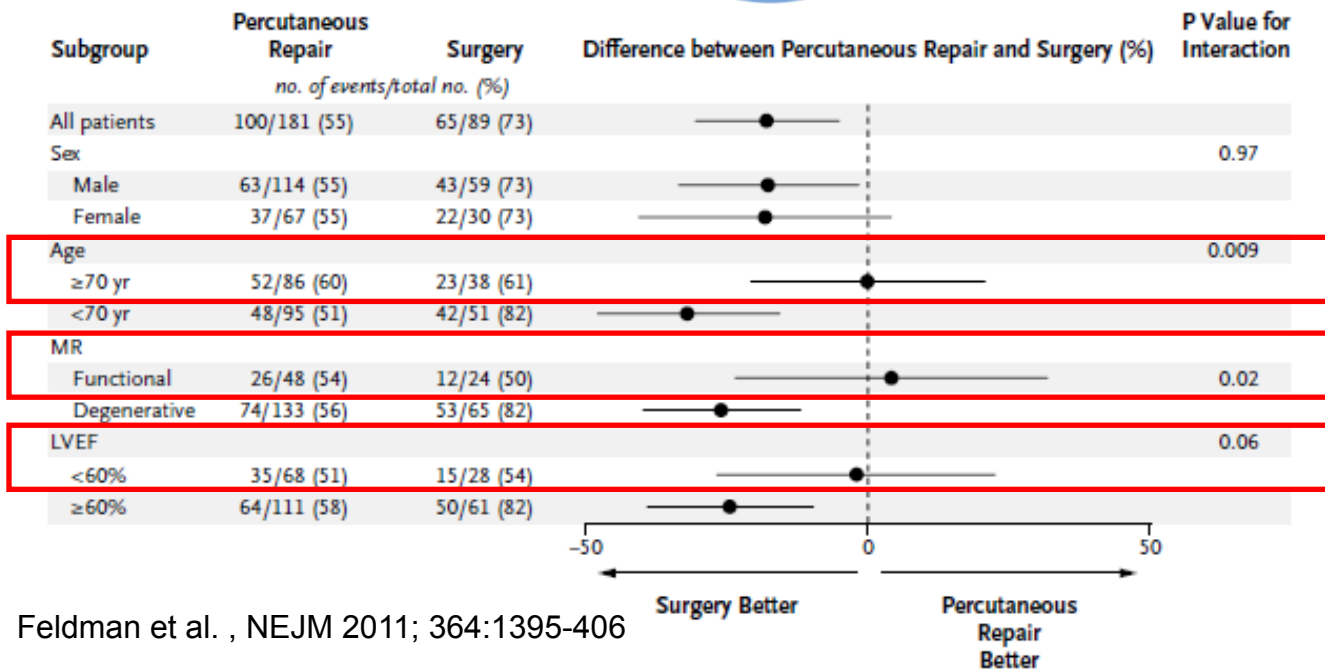 Subgroup Percutaneous Repair Surgery Difference between Percutaneous Repair and Surgery (%) P Value for Interaction
no. of events/total no. (%)
All patients 100/181 (55) 65/89 (73)
Sex 0.97
Male 63/114 (55) 43/59 (73)
Female 37/67 (55) 22/30 (73)
Age 0.009
≥70 yr 52/86 (60) 23/38 (61)
<70 yr 48/95 (51) 42/51 (82)
MR
Functional 26/48 (54) 12/24 (50) 0.02
Degenerative 74/133 (56) 53/65 (82)
LVEF 0.06
<60% 35/68 (51) 15/28 (54)
≥60% 64/111 (58) 50/61 (82)
−50 0 50
Surgery Better Percutaneous Repair Better
Feldman et al. , NEJM 2011; 364:1395-406